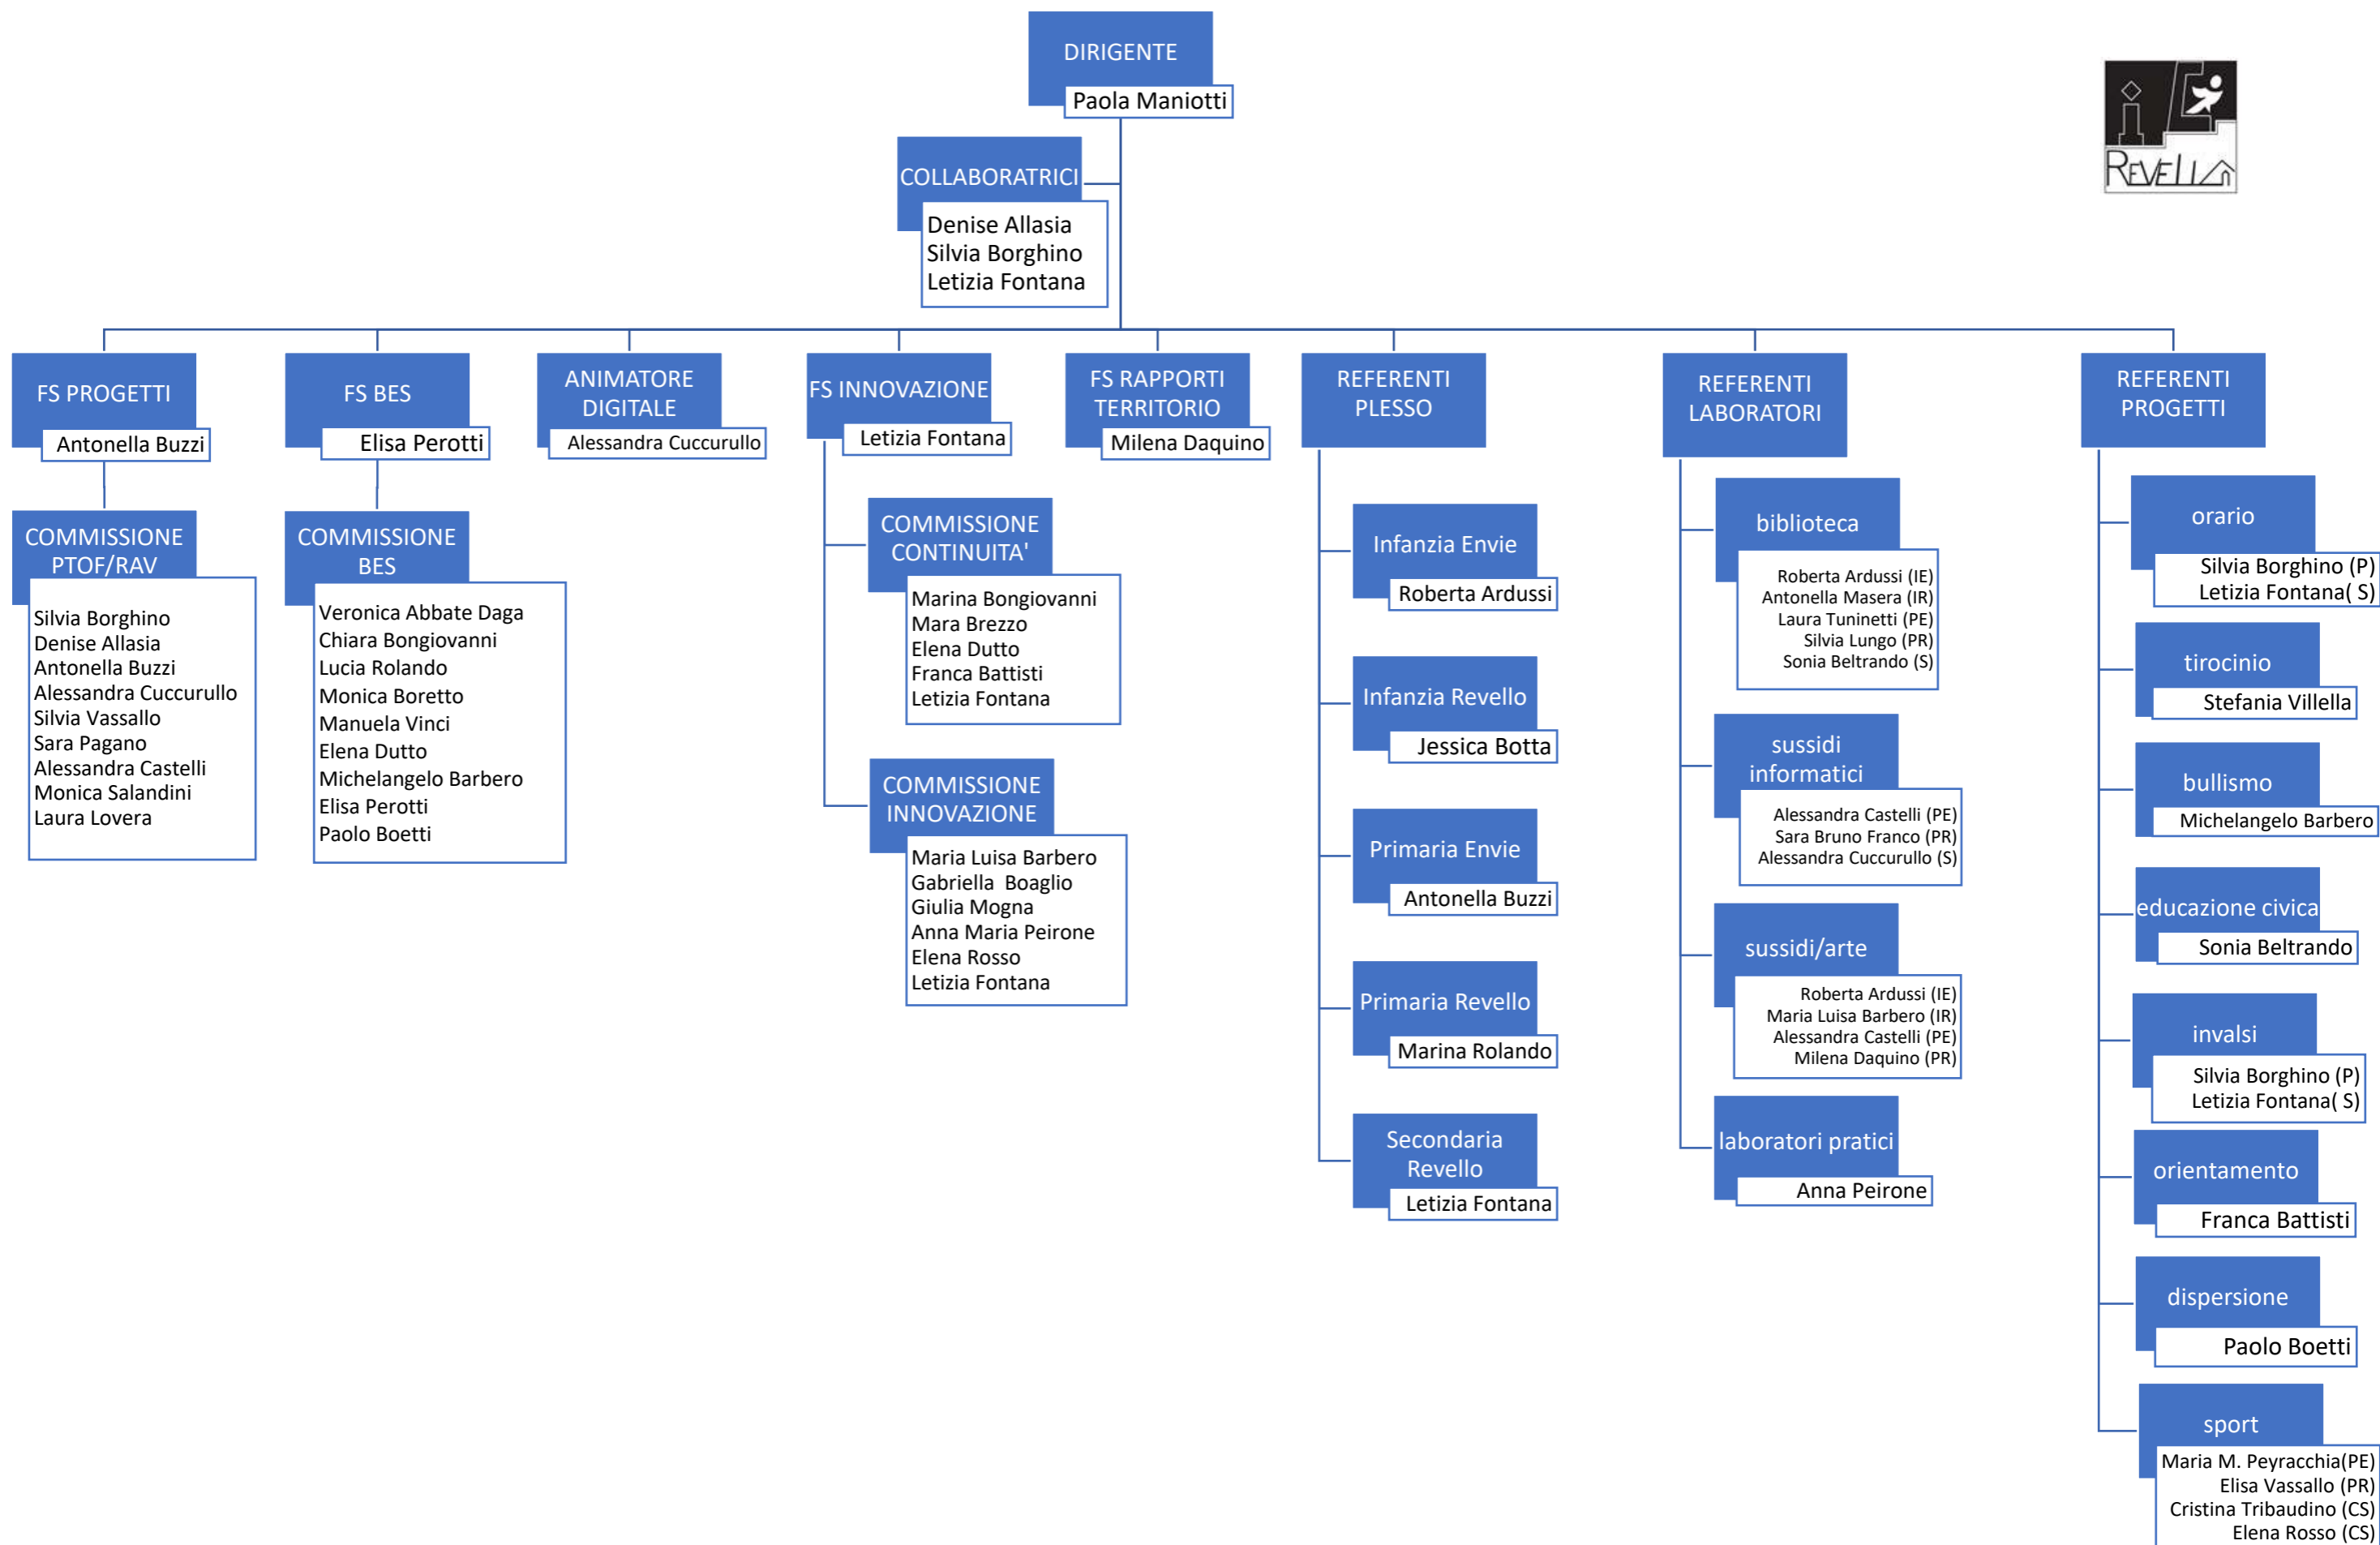 DIRIGENTE
Paola Maniotti
REVELLO
COLLABORATRICI
Denise Allasia
Silvia Borghino
Letizia Fontana
FS PROGETTI
Antonella Buzzi
COMMISSIONE
PTOF/RAV
Silvia Borghino
Denise Allasia
Antonella Buzzi
Alessandra Cuccurullo
Silvia Vassallo
Sara Pagano
Alessandra Castelli
Monica Salandini
Laura Lovera
FS BES
Elisa Perotti
COMMISSIONE
BES
Veronica Abbate Daga
Chiara Bongiovanni
Lucia Rolando
Monica Boretto
Manuela Vinci
Elena Dutto
Michelangelo Barbero
Elisa Perotti
Paolo Boetti
ANIMATORE
DIGITALE
Alessandra Cuccurullo
FS INNOVAZIONE
Letizia Fontana
COMMISSIONE
CONTINUITA'
Marina Bongiovanni
Mara Brezzo
Elena Dutto
Franca Battisti
Letizia Fontana
COMMISSIONE
INNOVAZIONE
Maria Luisa Barbero
Gabriella  Boaglio
Giulia Mogna
Anna Maria Peirone
Elena Rosso
Letizia Fontana
FS RAPPORTI
TERRITORIO
Milena Daquino
REFERENTI
PLESSO
Infanzia Envie
Roberta Ardussi
Infanzia Revello
Jessica Botta
Primaria Envie
Antonella Buzzi
Primaria Revello
Marina Rolando
Secondaria
Revello
Letizia Fontana
REFERENTI
LABORATORI
biblioteca
Roberta Ardussi (IE)
Antonella Masera (IR)
Laura Tuninetti (PE)
Silvia Lungo (PR)
Sonia Beltrando (S)
sussidi
informatici
Alessandra Castelli (PE)
Sara Bruno Franco (PR)
Alessandra Cuccurullo (S)
sussidi/arte
Roberta Ardussi (IE)
Maria Luisa Barbero (IR)
Alessandra Castelli (PE)
Milena Daquino (PR)
laboratori pratici
Anna Peirone
REFERENTI
PROGETTI
orario
Silvia Borghino (P)
Letizia Fontana( S)
tirocinio
Stefania Villella
bullismo
Michelangelo Barbero
educazione civica
Sonia Beltrando
invalsi
Silvia Borghino (P)
Letizia Fontana( S)
orientamento
Franca Battisti
dispersione
Paolo Boetti
sport
Maria M. Peyracchia(PE)
Elisa Vassallo (PR)
Cristina Tribaudino (CS)
Elena Rosso (CS)